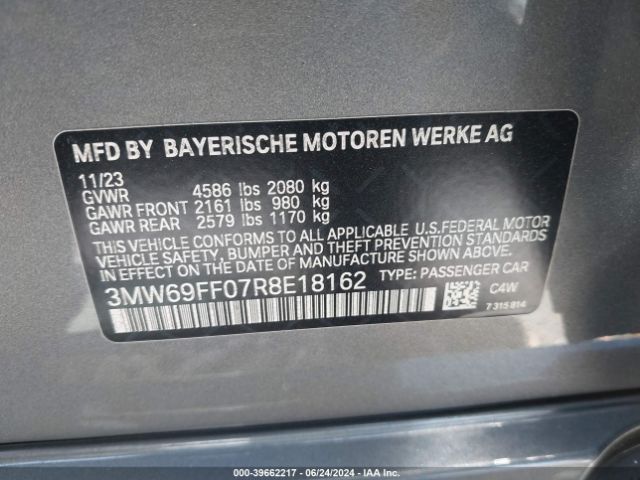 MFD BY BAYERISCHE MOTOREN WERKE AG
11/23
GVWR 4586 lbs 2080 kg
GAWR FRONT 2161 lbs 980 kg
GAWR REAR 2579 lbs 1170 kg
THIS VEHICLE CONFORMS TO ALL APPLICABLE U.S.FEDERAL MOTOR
VEHICLE SAFETY, BUMPER AND THEFT PREVENTION STANDARDS
IN EFFECT ON THE DATE OF MANUFACTURE SHOWN ABOVE.
3MW69FF07R8E18162 TYPE: PASSENGER CAR
C4W
7 315 814
000-39662217 - 06/24/2024 - IAAI.COM